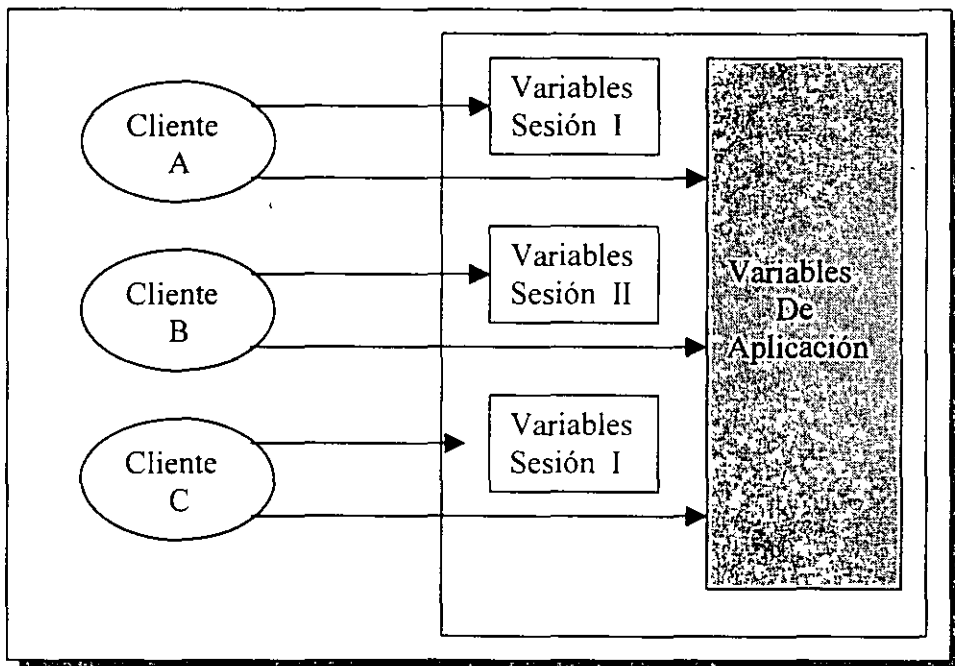 Cliente
A
Variables
Sesión I
Cliente
B
Variables
Sesión II
Cliente
C
Variables
Sesión I
Variables
De
Aplicación